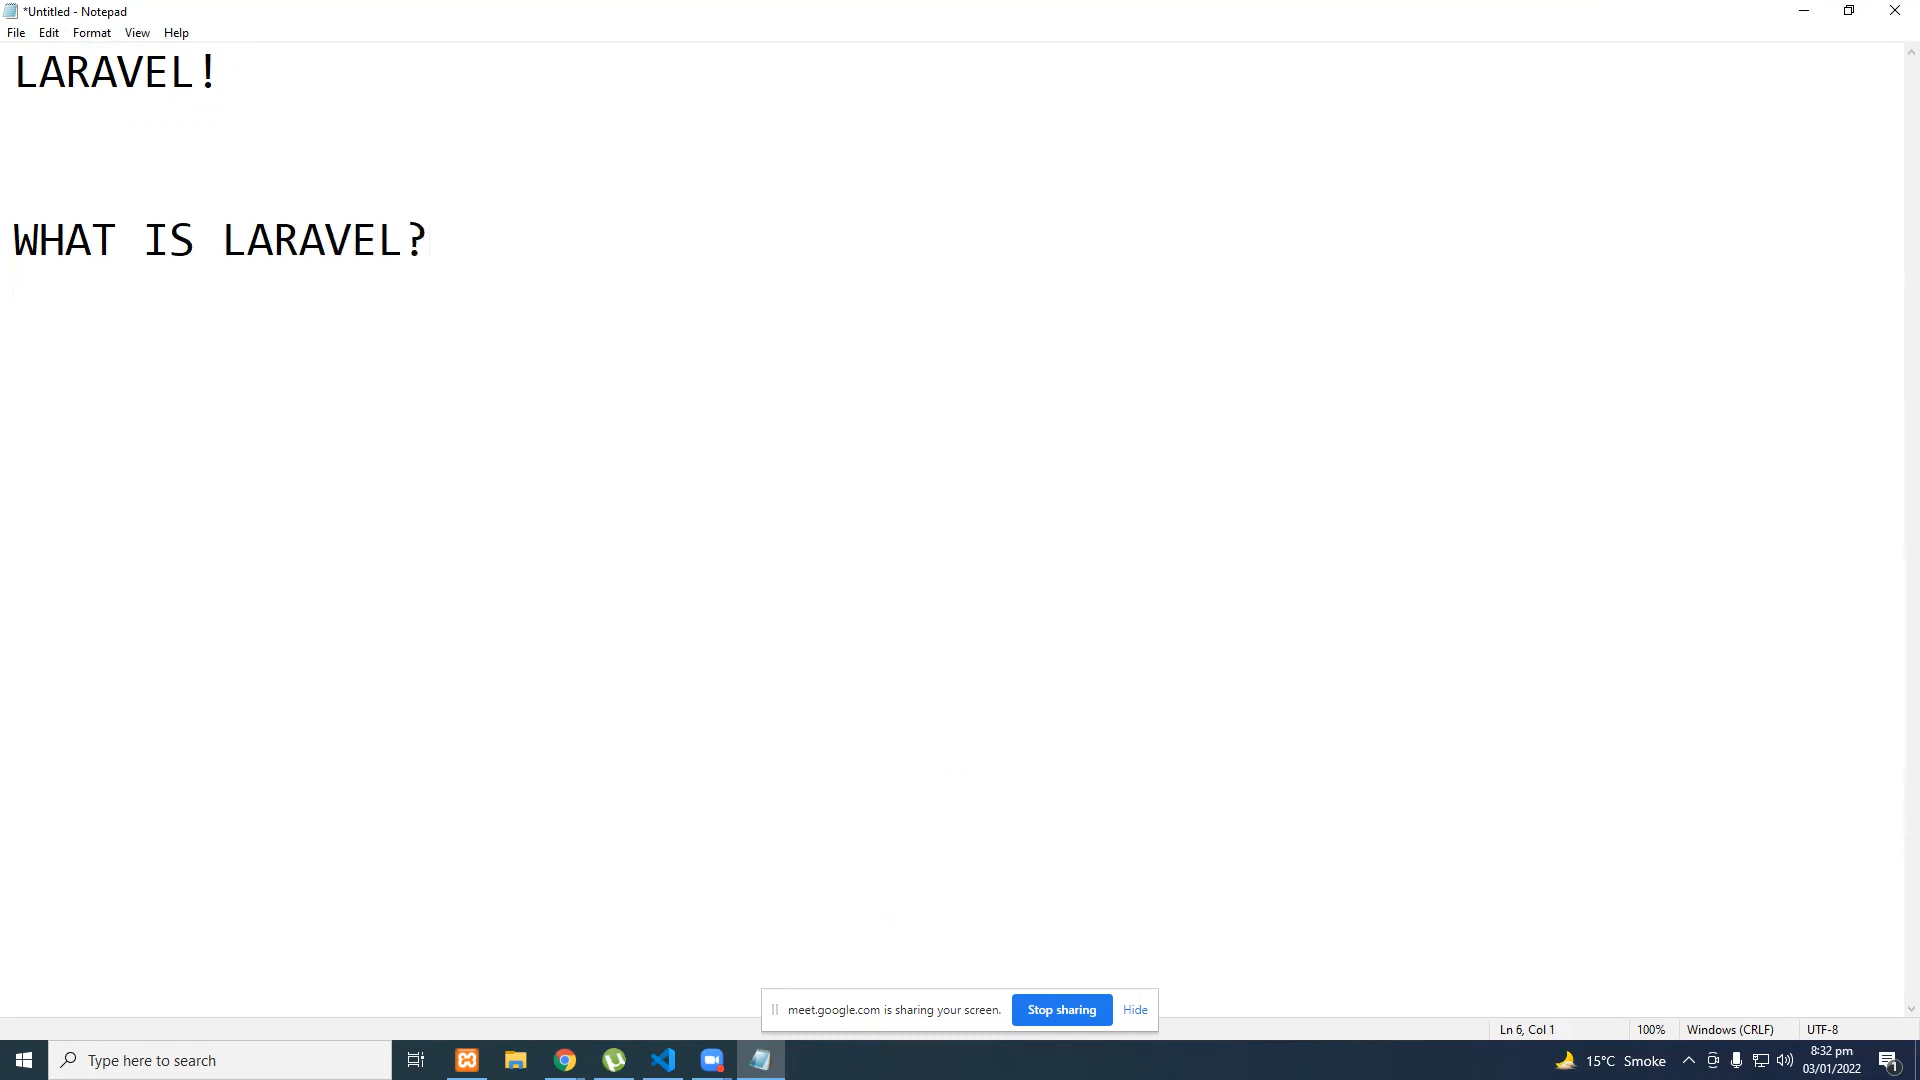 *Untitled - Notepad
File Edit Format View Help
LARAVEL!
WHAT IS LARAVEL?
meet.google.com is sharing your screen. Stop sharing Hide
Ln 6, Col 1 100% Windows (CRLF) UTF-8
Type here to search
15°C Smoke
8:32 pm
03/01/2022
1